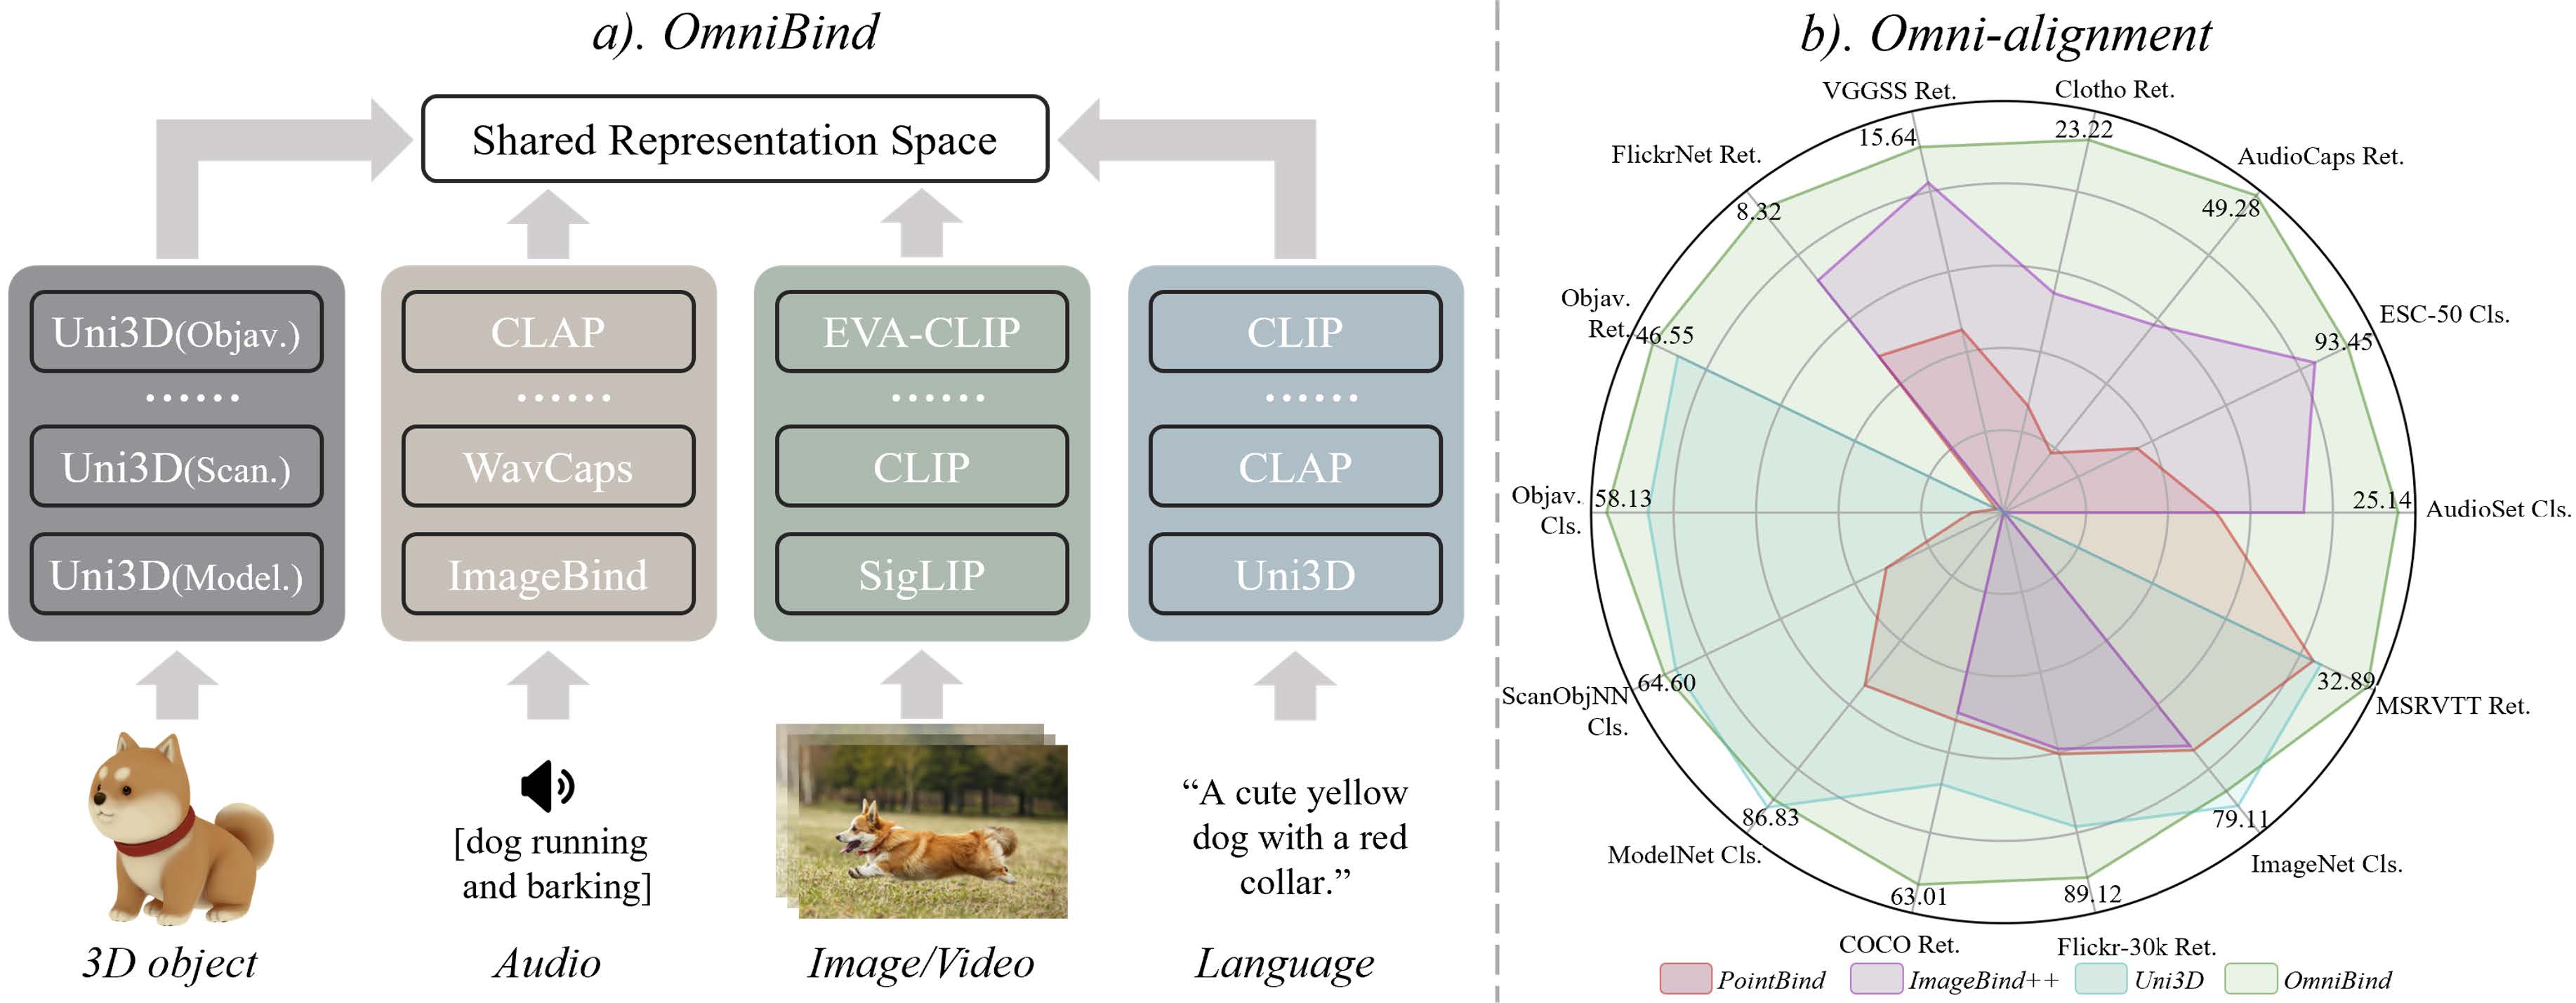 a). OmniBind
Shared Representation Space
Uni3D(Objav.)
......
Uni3D(Scan.)
Uni3D(Model.)
3D object
CLAP
......
WavCaps
ImageBind
[dog running
and barking]
Audio
EVA-CLIP
......
CLIP
SigLIP
Image/Video
CLIP
......
CLAP
Uni3D
“A cute yellow
dog with a red
collar.”
Language
b). Omni-alignment
VGGSS Ret.
15.64
Clotho Ret.
23.22
AudioCaps Ret.
49.28
ESC-50 Cls.
93.45
AudioSet Cls.
25.14
MSRVTT Ret.
32.89
ImageNet Cls.
79.11
Flickr-30k Ret.
89.12
COCO Ret.
63.01
ModelNet Cls.
86.83
ScanObjNN
Cls.
64.60
Objav.
Cls.
58.13
Objav.
Ret.
46.55
FlickrNet Ret.
8.32
PointBind
ImageBind++
Uni3D
OmniBind